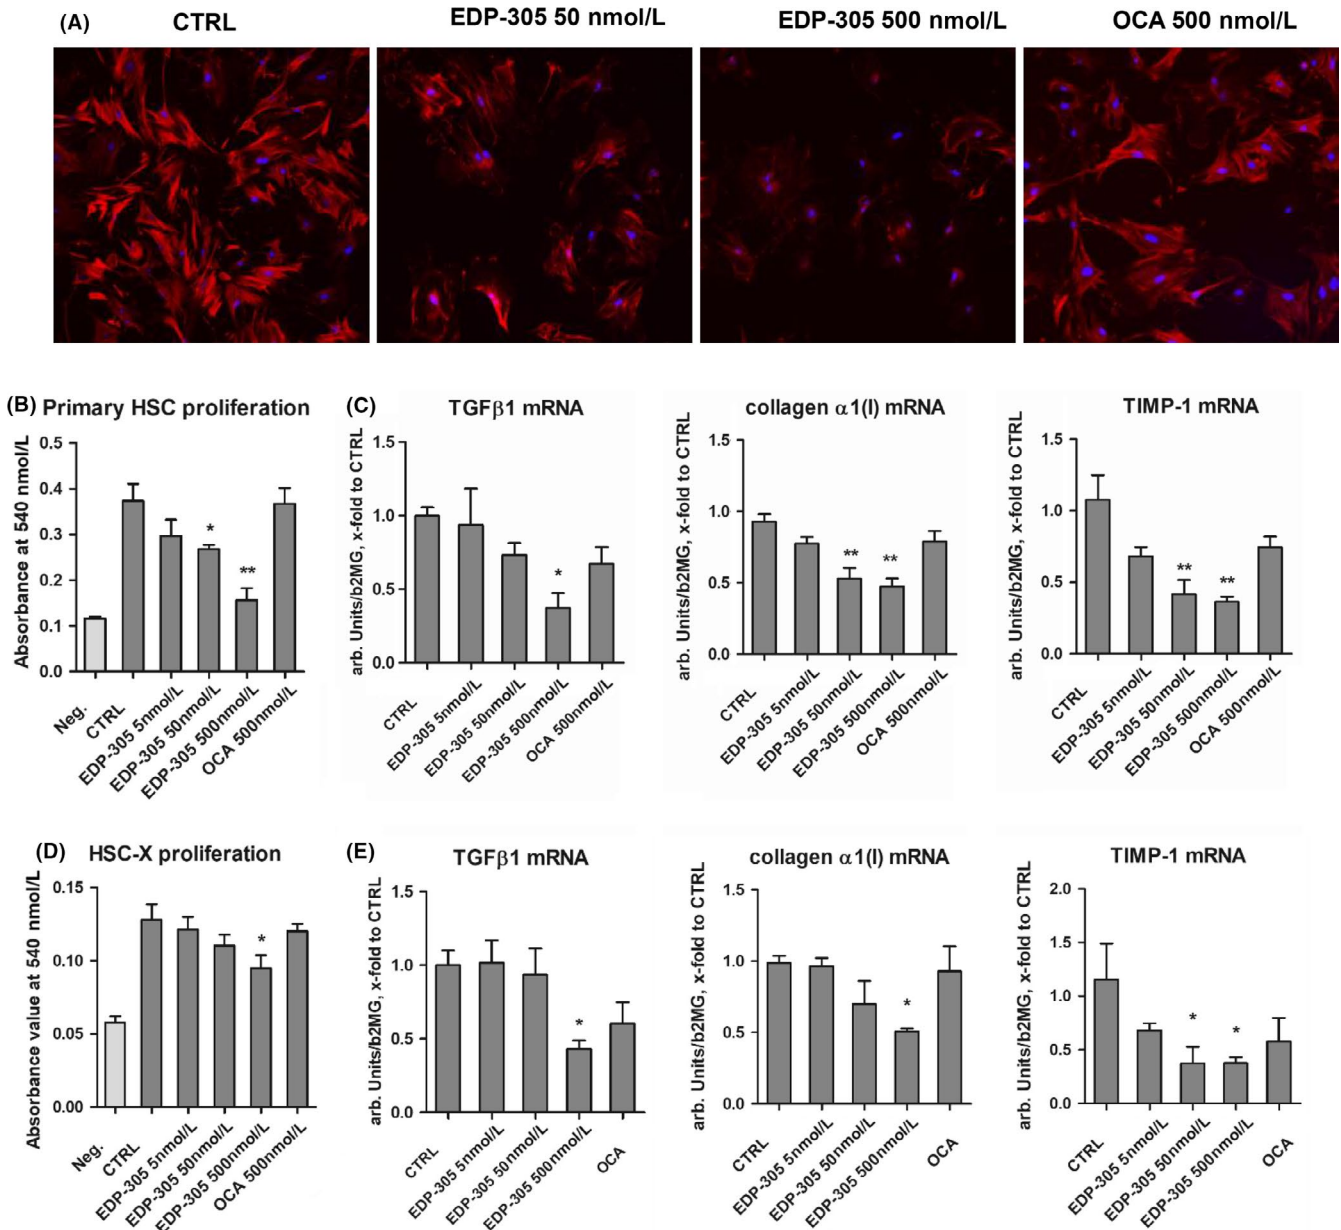 (A) CTRL EDP-305 50 nmol/L EDP-305 500 nmol/L OCA 500 nmol/L
(B) Primary HSC proliferation
Absorbance at 540 nmol/L
0.5
0.4
0.3
0.2
0.1
0.0
*
**
Neg.
CTRL
EDP-305 5nmol/L
EDP-305 50nmol/L
EDP-305 500nmol/L
OCA 500nmol/L
(C) TGFβ1 mRNA
arb. Units/b2MG, x-fold to CTRL
1.5
1.0
0.5
0.0
*
CTRL
EDP-305 5nmol/L
EDP-305 50nmol/L
EDP-305 500nmol/L
OCA 500nmol/L
collagen α1(I) mRNA
arb. Units/b2MG, x-fold to CTRL
1.5
1.0
0.5
0.0
**
**
CTRL
EDP-305 5nmol/L
EDP-305 50nmol/L
EDP-305 500nmol/L
OCA 500nmol/L
TIMP-1 mRNA
arb. Units/b2MG, x-fold to CTRL
1.5
1.0
0.5
0.0
**
**
CTRL
EDP-305 5nmol/L
EDP-305 50nmol/L
EDP-305 500nmol/L
OCA 500nmol/L
(D) HSC-X proliferation
Absorbance value at 540 nmol/L
0.15
0.10
0.05
0.00
*
Neg.
CTRL
EDP-305 5nmol/L
EDP-305 50nmol/L
EDP-305 500nmol/L
OCA 500nmol/L
(E) TGFβ1 mRNA
arb. Units/b2MG, x-fold to CTRL
1.5
1.0
0.5
0.0
*
CTRL
EDP-305 5nmol/L
EDP-305 50nmol/L
EDP-305 500nmol/L
OCA
collagen α1(I) mRNA
arb. Units/b2MG, x-fold to CTRL
1.5
1.0
0.5
0.0
*
CTRL
EDP-305 5nmol/L
EDP-305 50nmol/L
EDP-305 500nmol/L
OCA
TIMP-1 mRNA
arb. Units/b2MG, x-fold to CTRL
2.0
1.5
1.0
0.5
0.0
*
*
CTRL
EDP-305 5nmol/L
EDP-305 50nmol/L
EDP-305 500nmol/L
OCA